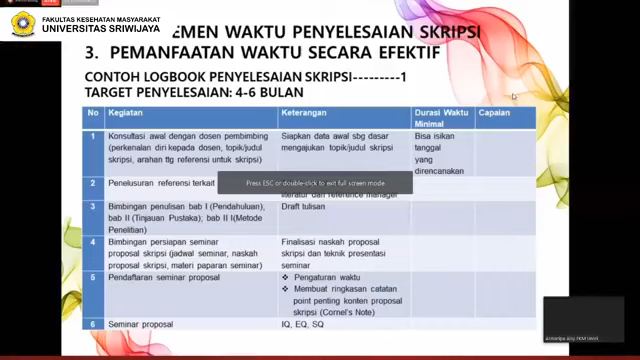 FAKULTAS KESEHATAN MASYARAKAT
UNIVERSITAS SRIWIJAYA
EMEN WAKTU PENYELESAIAN SKRIPSI
3. PEMANFAATAN WAKTU SECARA EFEKTIF
CONTOH LOGBOOK PENYELESAIAN SKRIPSI---------1
TARGET PENYELESAIAN: 4-6 BULAN
No Kegiatan Keterangan Durasi Waktu Minimal Capaian
1 Konsultasi awal dengan dosen pembimbing Siapkan data awal sbg dasar Bisa isikan
(perkenalan diri kepada dosen, topik/judul mengajukan topik/judul skripsi tanggal
skripsi, arahan ttg referensi untuk skripsi) yang
direncanakan
2 Penelusuran referensi terkait
Press ESC or double-click to exit full screen mode
literatur dan reference manager
3 Bimbingan penulisan bab I (Pendahuluan); Draft tulisan
bab II (Tinjauan Pustaka); bab II I(Metode
Penelitian)
4 Bimbingan persiapan seminar Finalisasi naskah proposal
proposal skripsi (jadwal seminar, naskah skripsi dan teknik presentasi
proposal skripsi, materi paparan seminar) seminar
5 Pendaftaran seminar proposal ❖ Pengaturan waktu
❖ Membuat ringkasan catatan
point penting konten proposal
skripsi (Cornel's Note)
6 Seminar proposal IQ, EQ, SQ